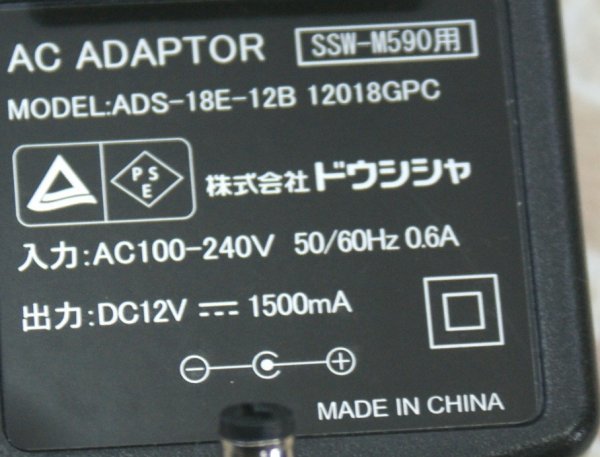 AC ADAPTOR SSW-M590用
MODEL:ADS-18E-12B 12018GPC
PSE 株式会社ドウシシャ
入力:AC100-240V 50/60Hz 0.6A
出力:DC12V ⎓ 1500mA
MADE IN CHINA